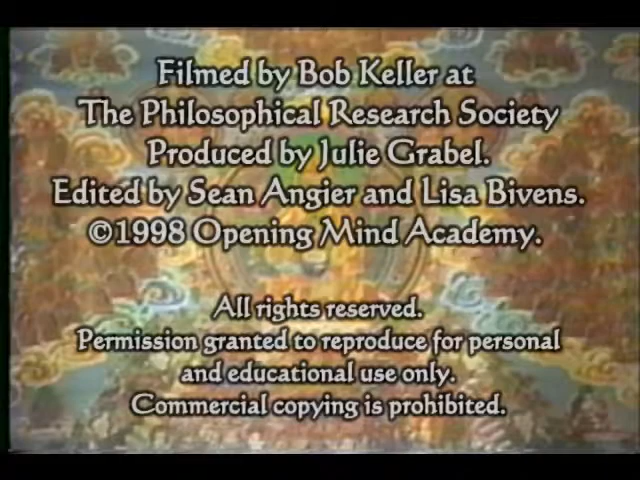 Filmed by Bob Keller at
The Philosophical Research Society
Produced by Julie Grabel.
Edited by Sean Angier and Lisa Bivens.
©1998 Opening Mind Academy.
All rights reserved.
Permission granted to reproduce for personal
and educational use only.
Commercial copying is prohibited.